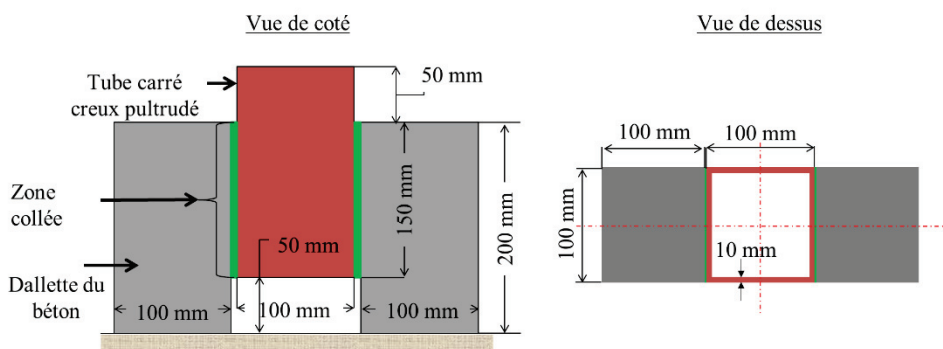 Vue de coté
Vue de dessus
Tube carré
creux pultrudé
50 mm
100 mm
100 mm
Zone
collée
150 mm
200 mm
50 mm
100 mm
10 mm
Dallette du
béton
100 mm
100 mm
100 mm